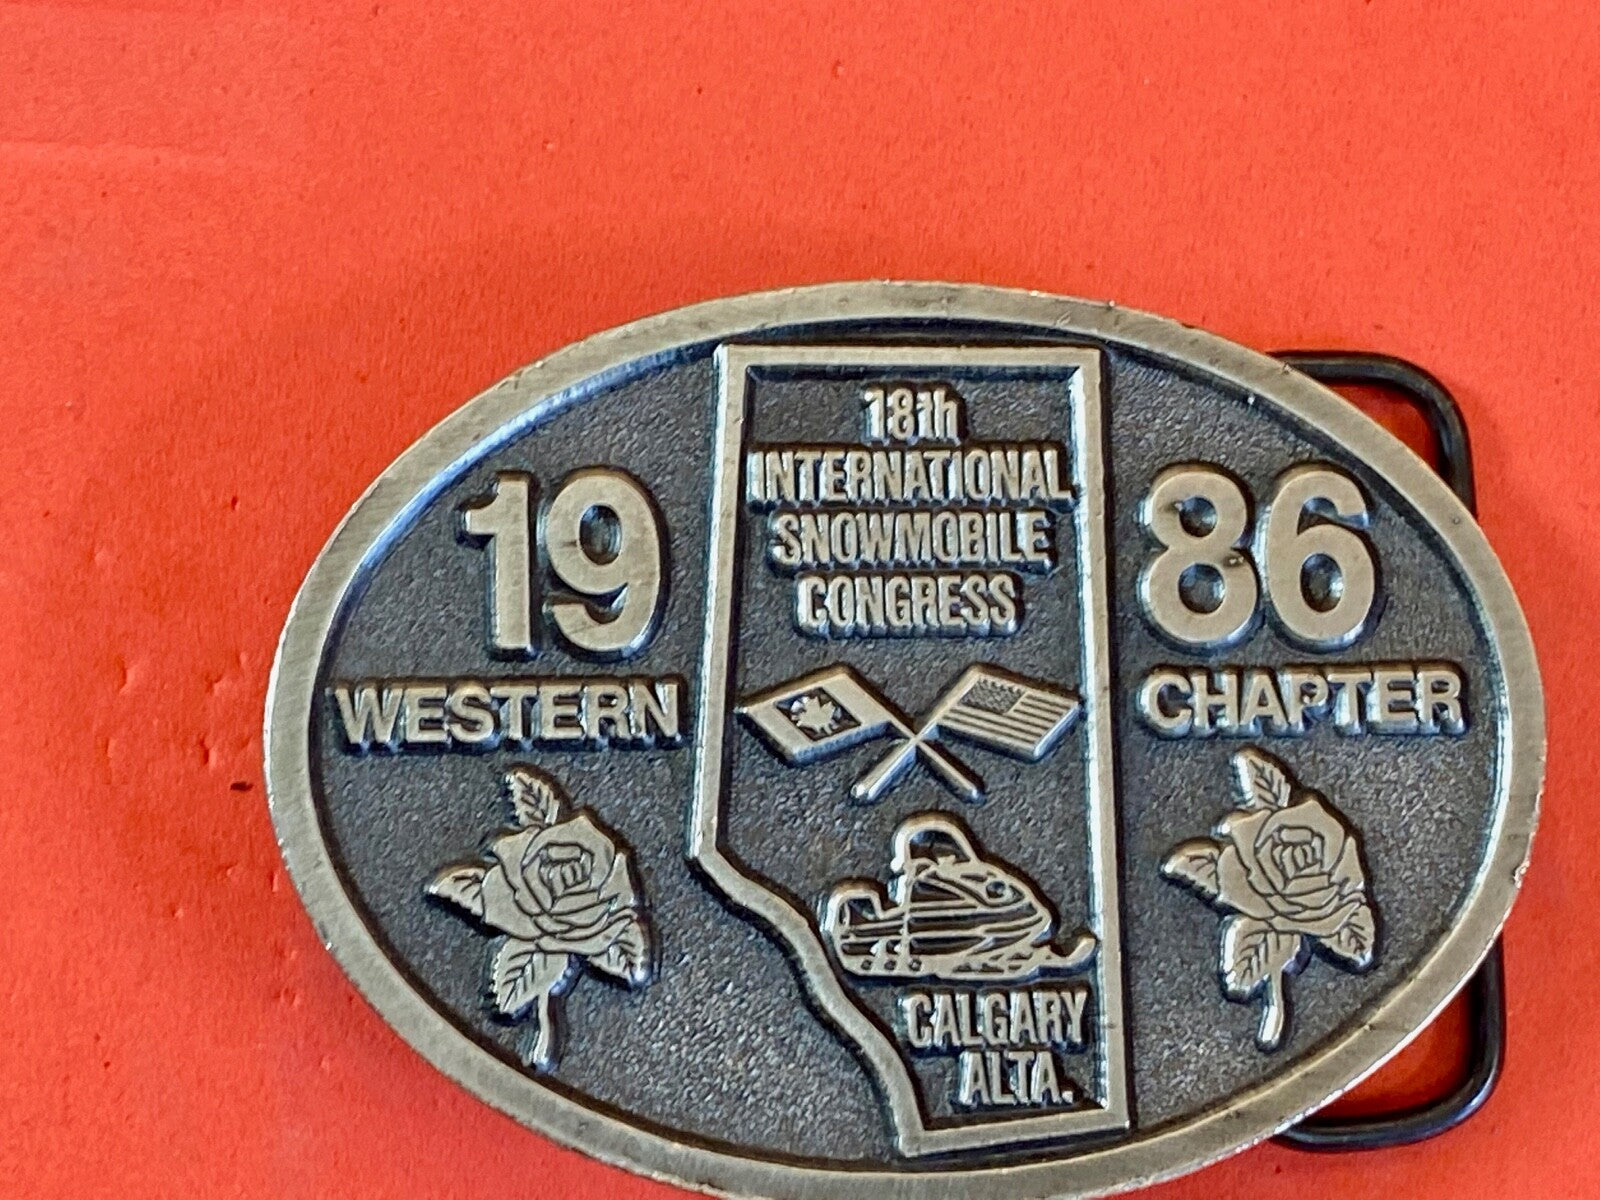 18th
INTERNATIONAL
SNOWMOBILE
CONGRESS
19 86
WESTERN CHAPTER
CALGARY
ALTA.